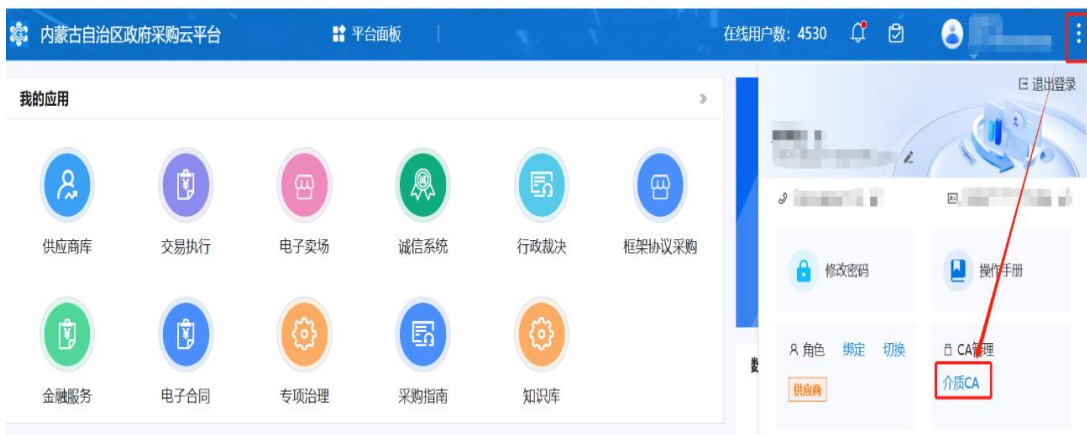 内蒙古自治区政府采购云平台 平台面板 在线用户数：4530
我的应用
退出登录
供应商库 交易执行 电子卖场 诚信系统 行政裁决 框架协议采购
修改密码 操作手册
角色 绑定 切换 CA管理
供应商 介质CA
金融服务 电子合同 专项治理 采购指南 知识库